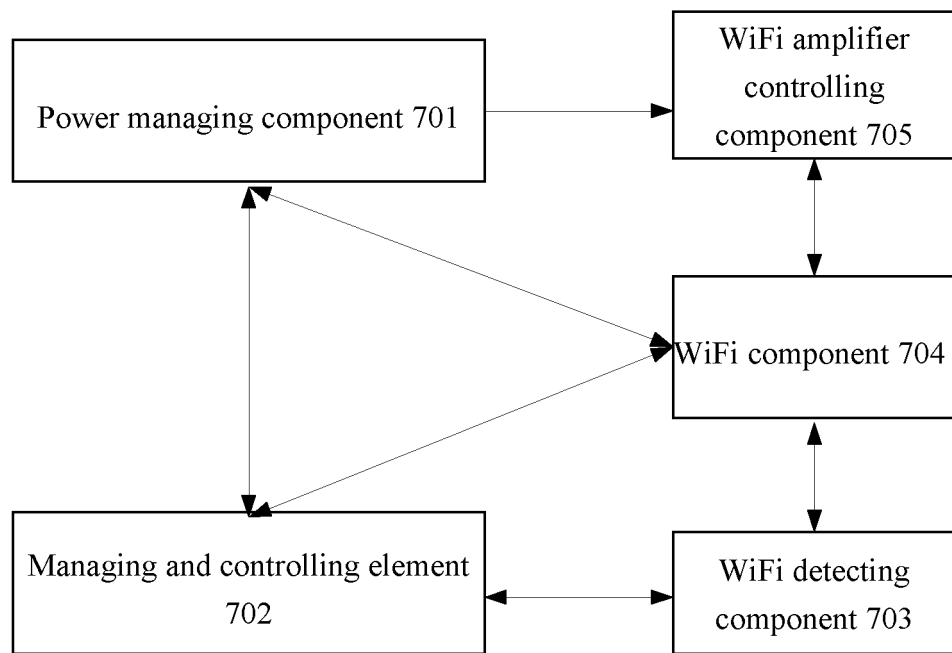 Power managing component 701
WiFi amplifier
controlling
component 705
WiFi component 704
Managing and controlling element
702
WiFi detecting
component 703